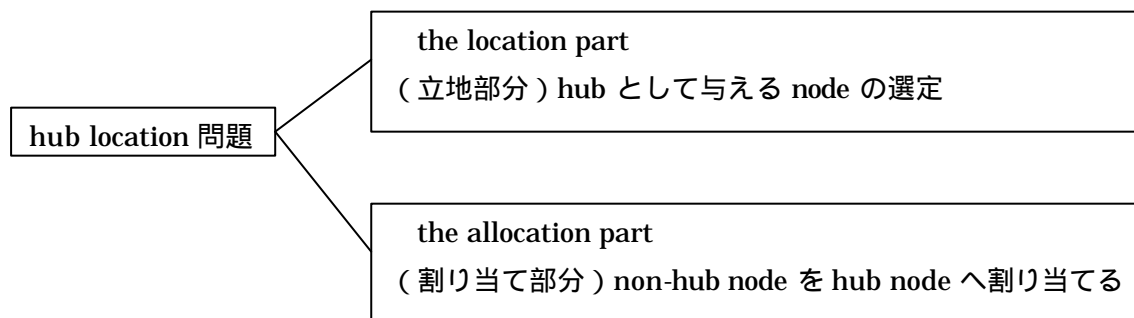 hub location 問題
the location part
(立地部分)hub として与える node の選定
the allocation part
(割り当て部分)non-hub node を hub node へ割り当てる